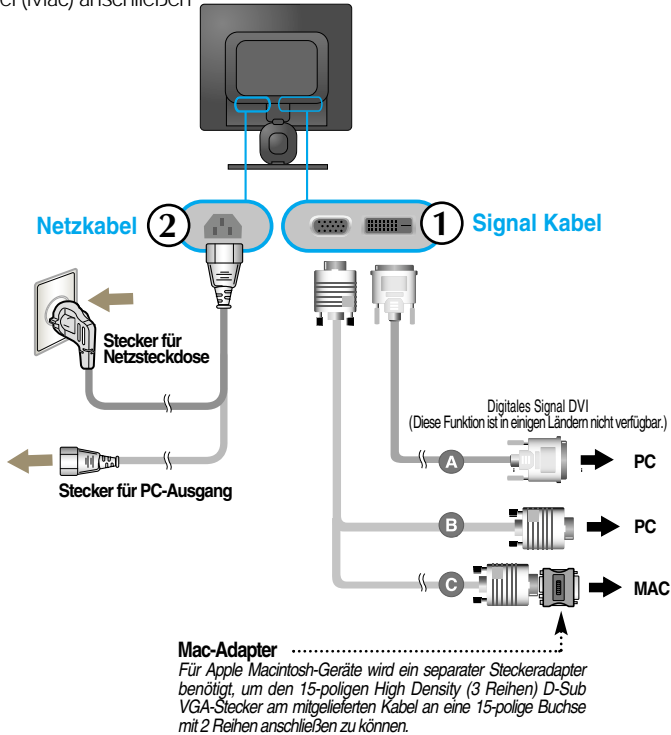 (Mac) anschließen
Netzkabel 2
1 Signal Kabel
Stecker für
Netzsteckdose
Digitales Signal DVI
(Diese Funktion ist in einigen Ländern nicht verfügbar.)
A PC
Stecker für PC-Ausgang
B PC
C MAC
Mac-Adapter
Für Apple Macintosh-Geräte wird ein separater Steckeradapter
benötigt, um den 15-poligen High Density (3 Reihen) D-Sub
VGA-Stecker am mitgelieferten Kabel an eine 15-polige Buchse
mit 2 Reihen anschließen zu können.